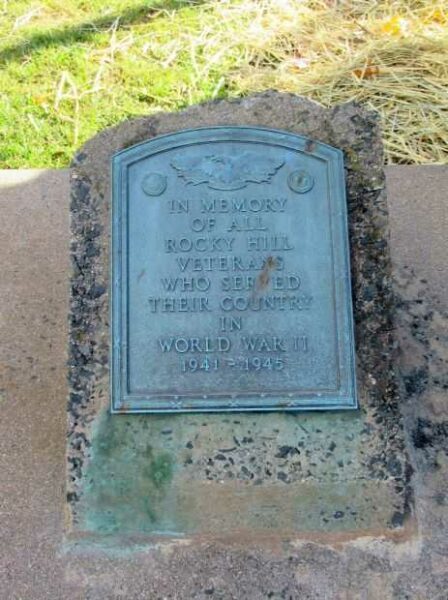 IN MEMORY
OF ALL
ROCKY HILL
VETERANS
WHO SERVED
THEIR COUNTRY
IN
WORLD WAR II
1941 - 1945